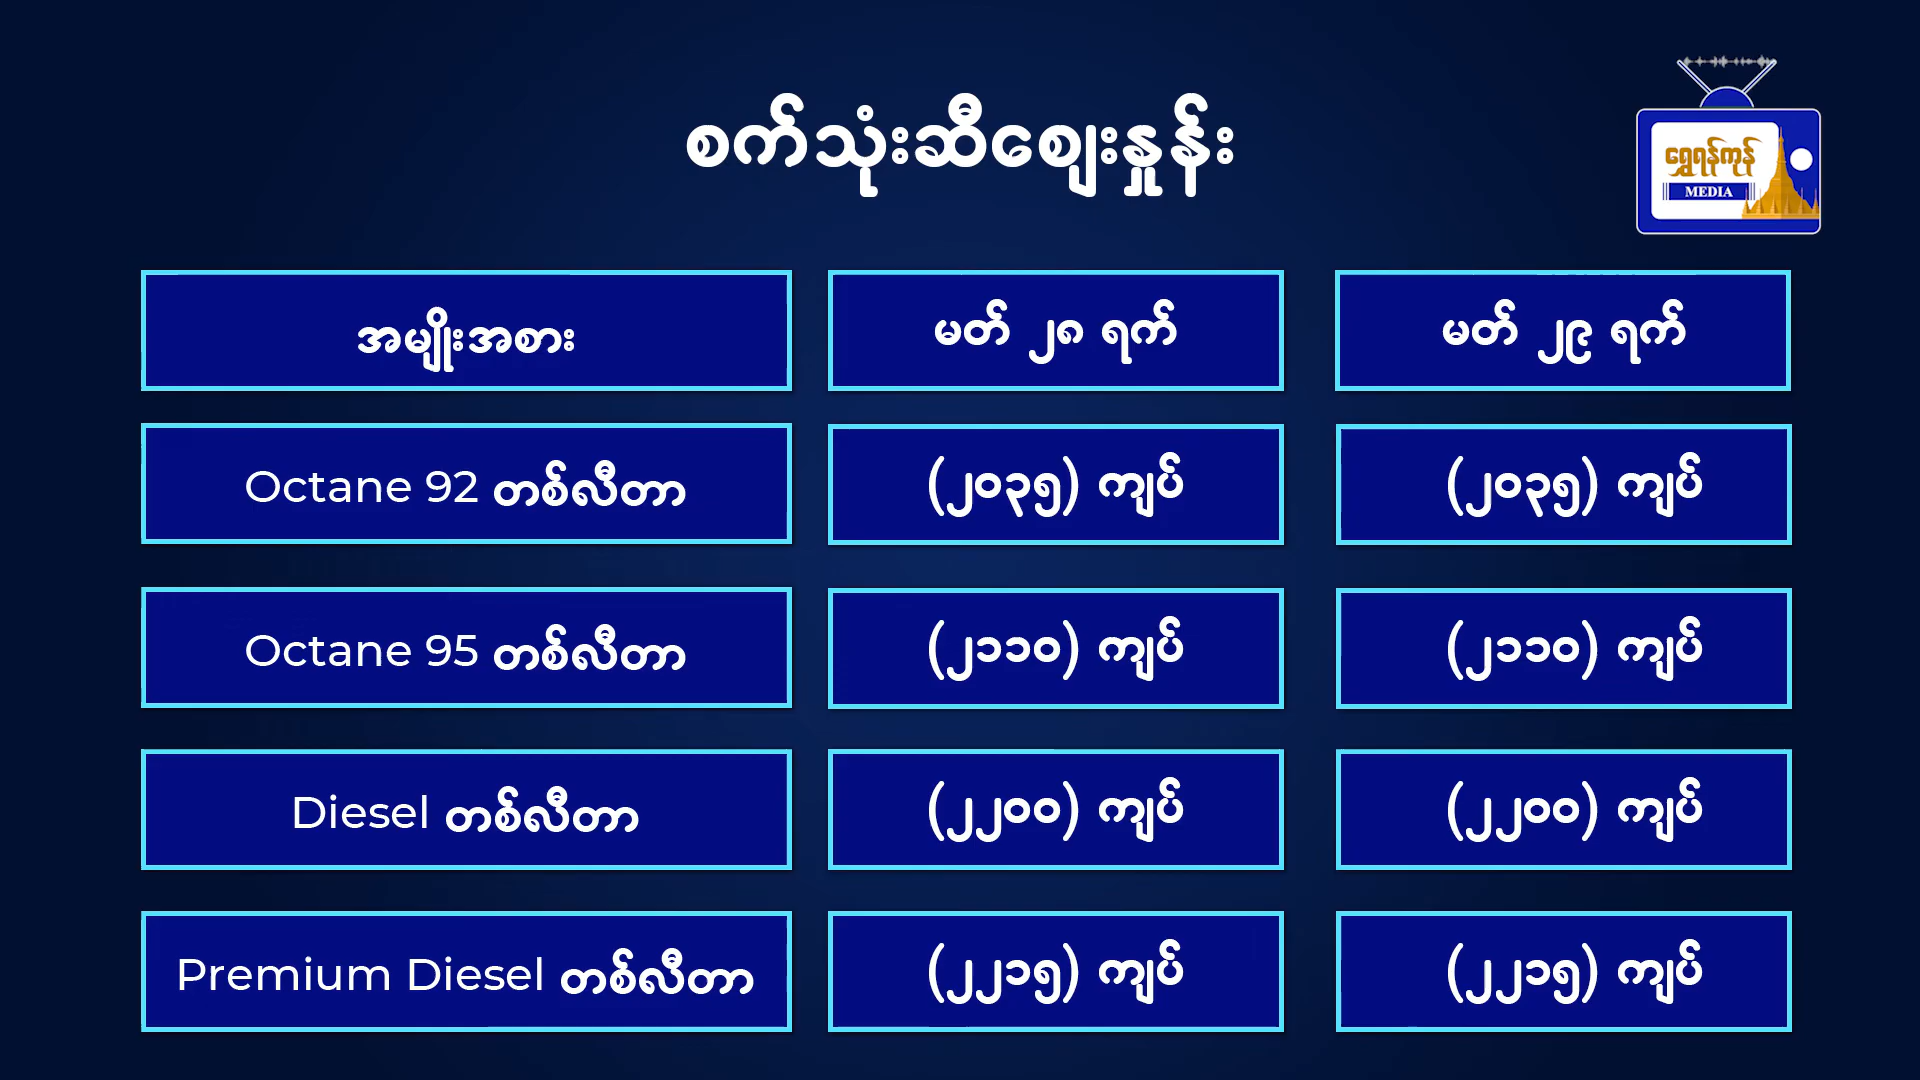 စက်သုံးဆီဈေးနှုန်း
ရွှေရန်ကုန်
MEDIA
အမျိုးအစား မတ် ၂၈ ရက် မတ် ၂၉ ရက်
Octane 92 တစ်လီတာ (၂၀၃၅) ကျပ် (၂၀၃၅) ကျပ်
Octane 95 တစ်လီတာ (၂၁၁၀) ကျပ် (၂၁၁၀) ကျပ်
Diesel တစ်လီတာ (၂၂၀၀) ကျပ် (၂၂၀၀) ကျပ်
Premium Diesel တစ်လီတာ (၂၂၁၅) ကျပ် (၂၂၁၅) ကျပ်